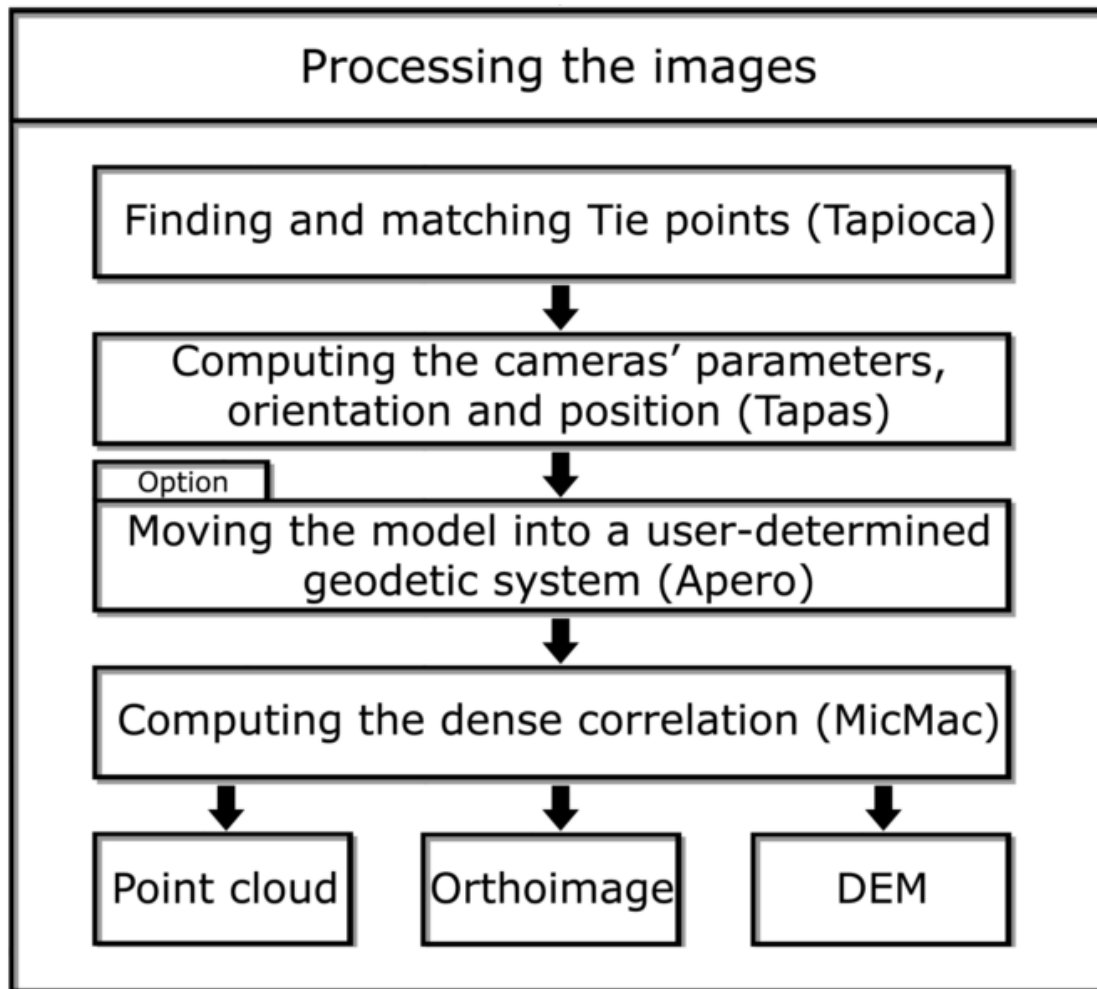 Processing the images
Finding and matching Tie points (Tapioca)
Computing the cameras’ parameters,
orientation and position (Tapas)
Option
Moving the model into a user-determined
geodetic system (Apero)
Computing the dense correlation (MicMac)
Point cloud
Orthoimage
DEM